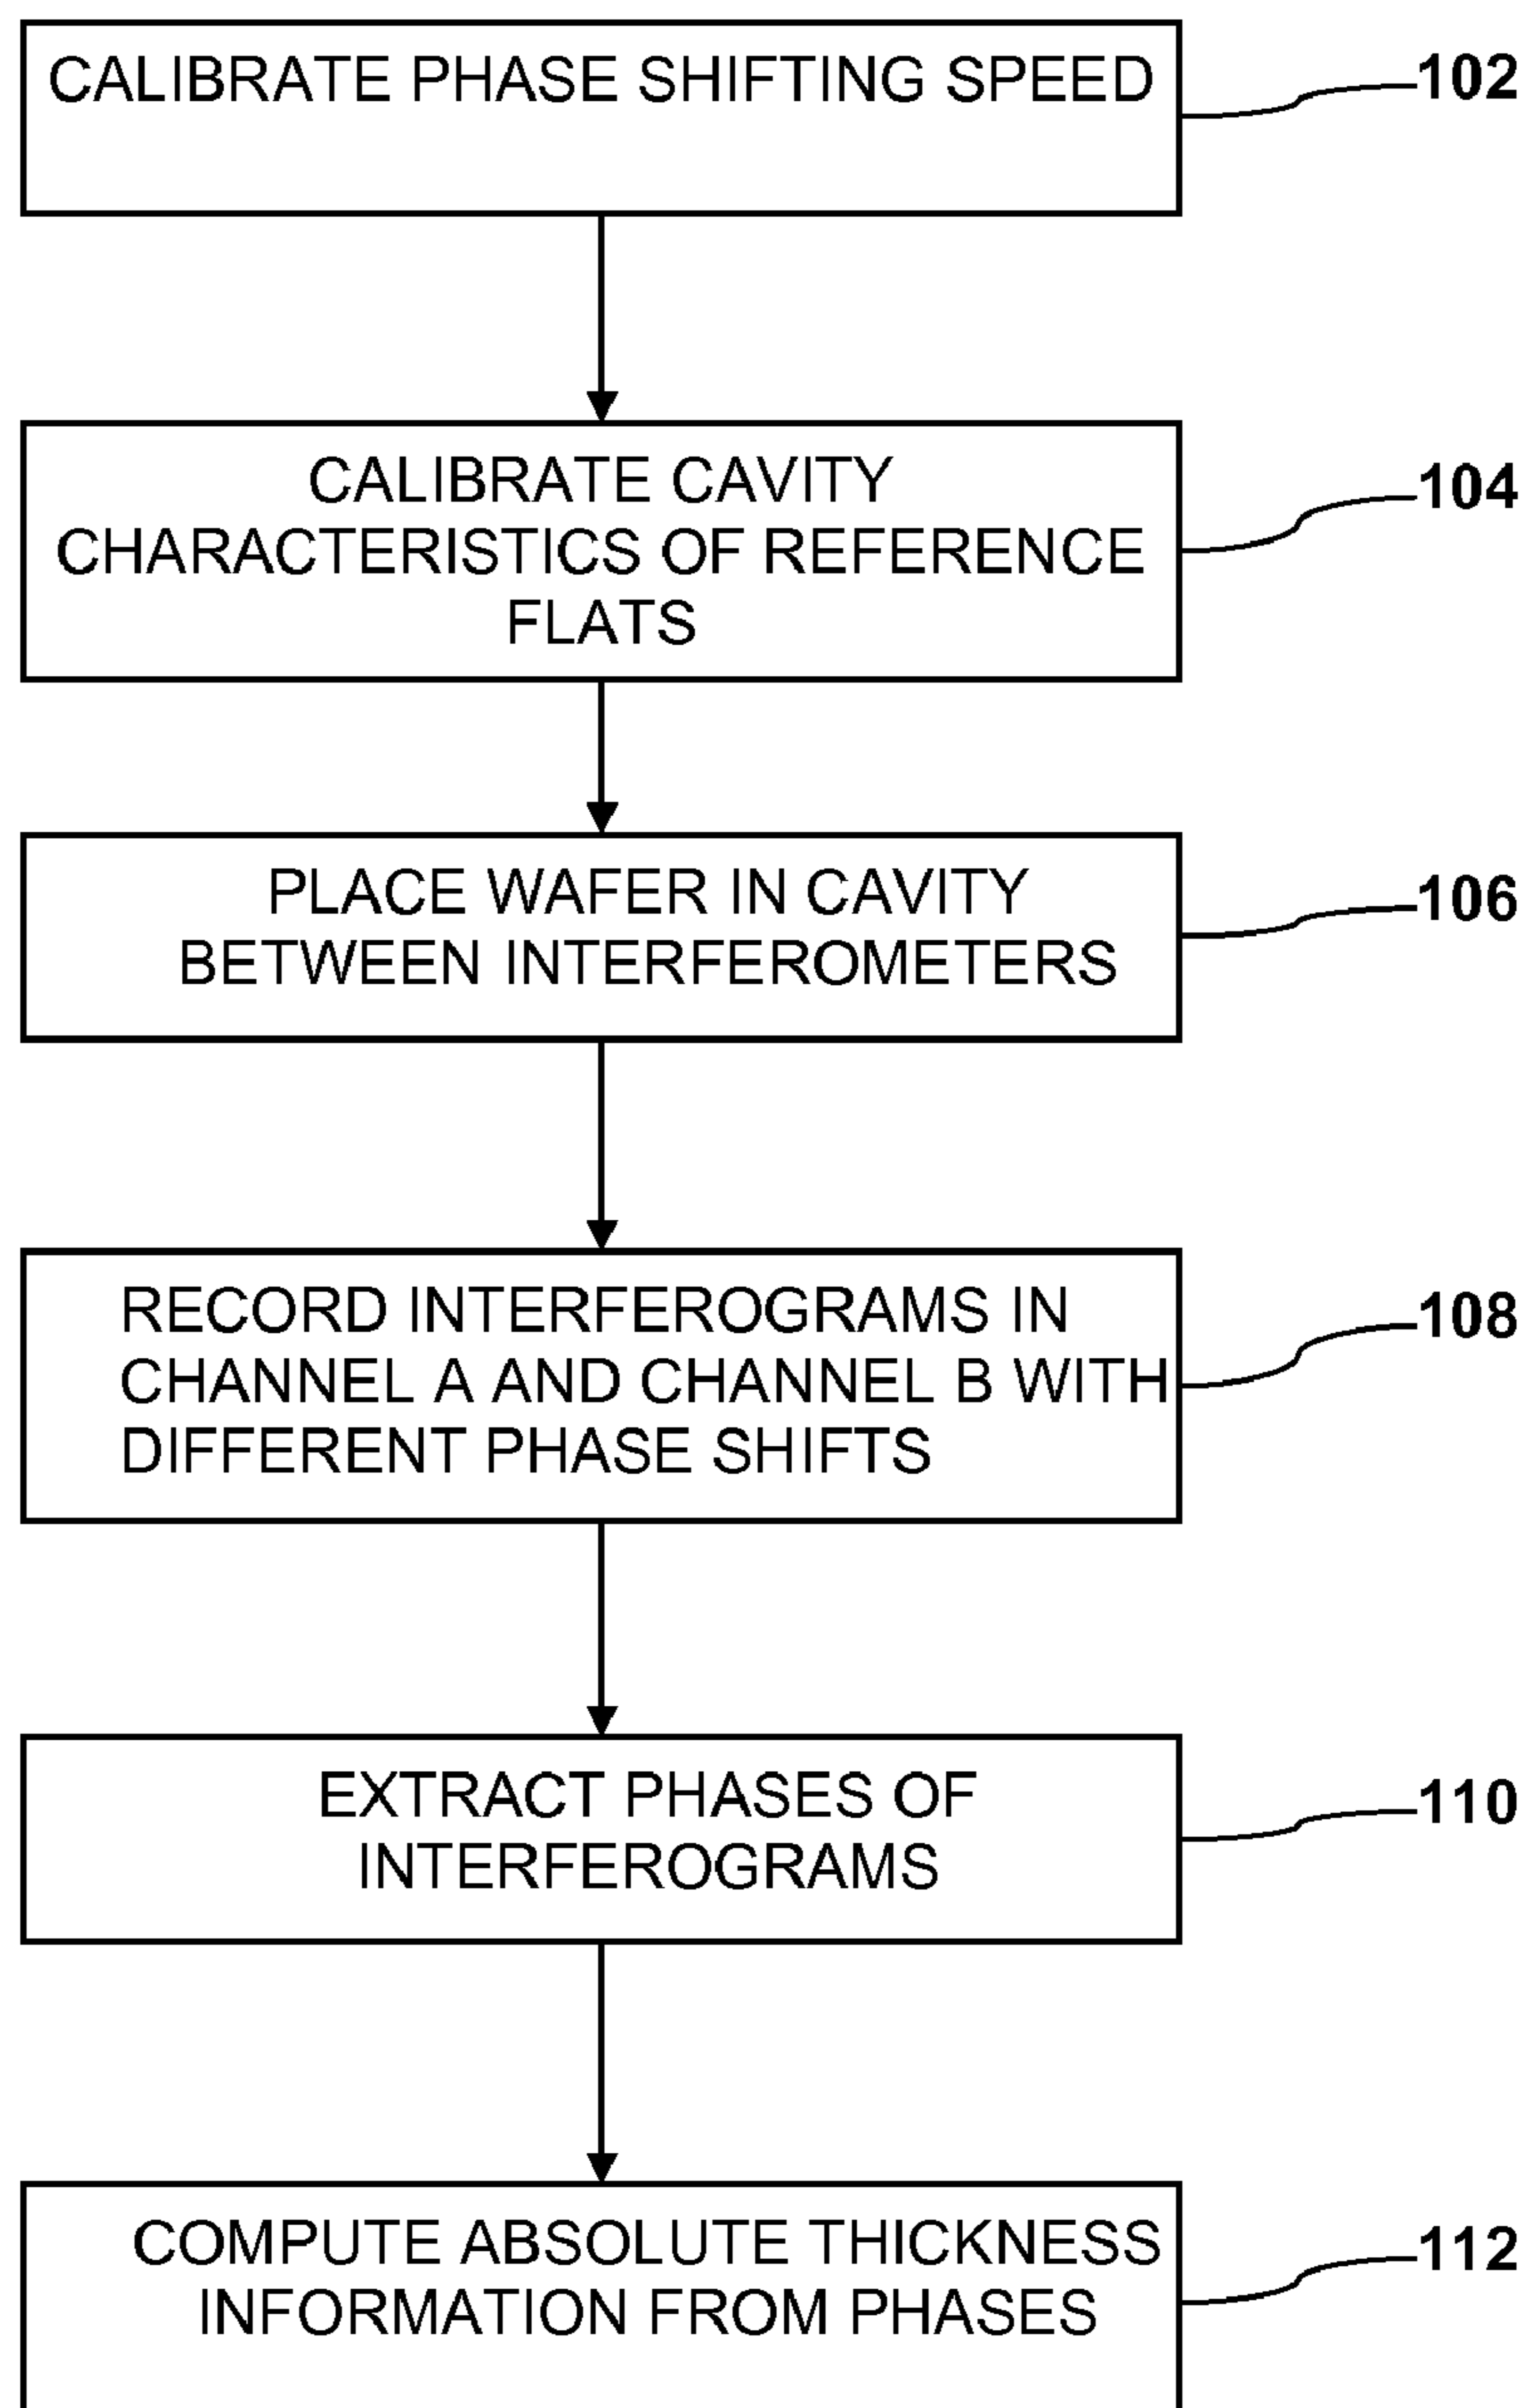 CALIBRATE PHASE SHIFTING SPEED
102
CALIBRATE CAVITY
CHARACTERISTICS OF REFERENCE
FLATS
104
PLACE WAFER IN CAVITY
BETWEEN INTERFEROMETERS
106
RECORD INTERFEROGRAMS IN
CHANNEL A AND CHANNEL B WITH
DIFFERENT PHASE SHIFTS
108
EXTRACT PHASES OF
INTERFEROGRAMS
110
COMPUTE ABSOLUTE THICKNESS
INFORMATION FROM PHASES
112